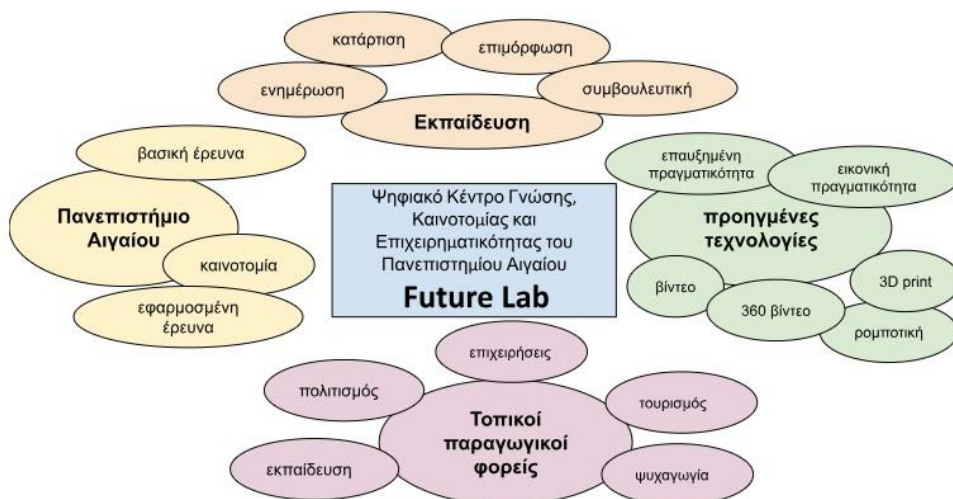 κατάρτιση
επιμόρφωση
ενημέρωση
συμβουλευτική
Εκπαίδευση
βασική έρευνα
Πανεπιστήμιο
Αιγαίου
καινοτομία
εφαρμοσμένη
έρευνα
Ψηφιακό Κέντρο Γνώσης,
Καινοτομίας και
Επιχειρηματικότητας του
Πανεπιστημίου Αιγαίου
Future Lab
επαυξημένη
πραγματικότητα
εικονική
πραγματικότητα
προηγμένες
τεχνολογίες
βίντεο
360 βίντεο
3D print
ρομποτική
επιχειρήσεις
πολιτισμός
τουρισμός
Τοπικοί
παραγωγικοί
φορείς
εκπαίδευση
ψυχαγωγία